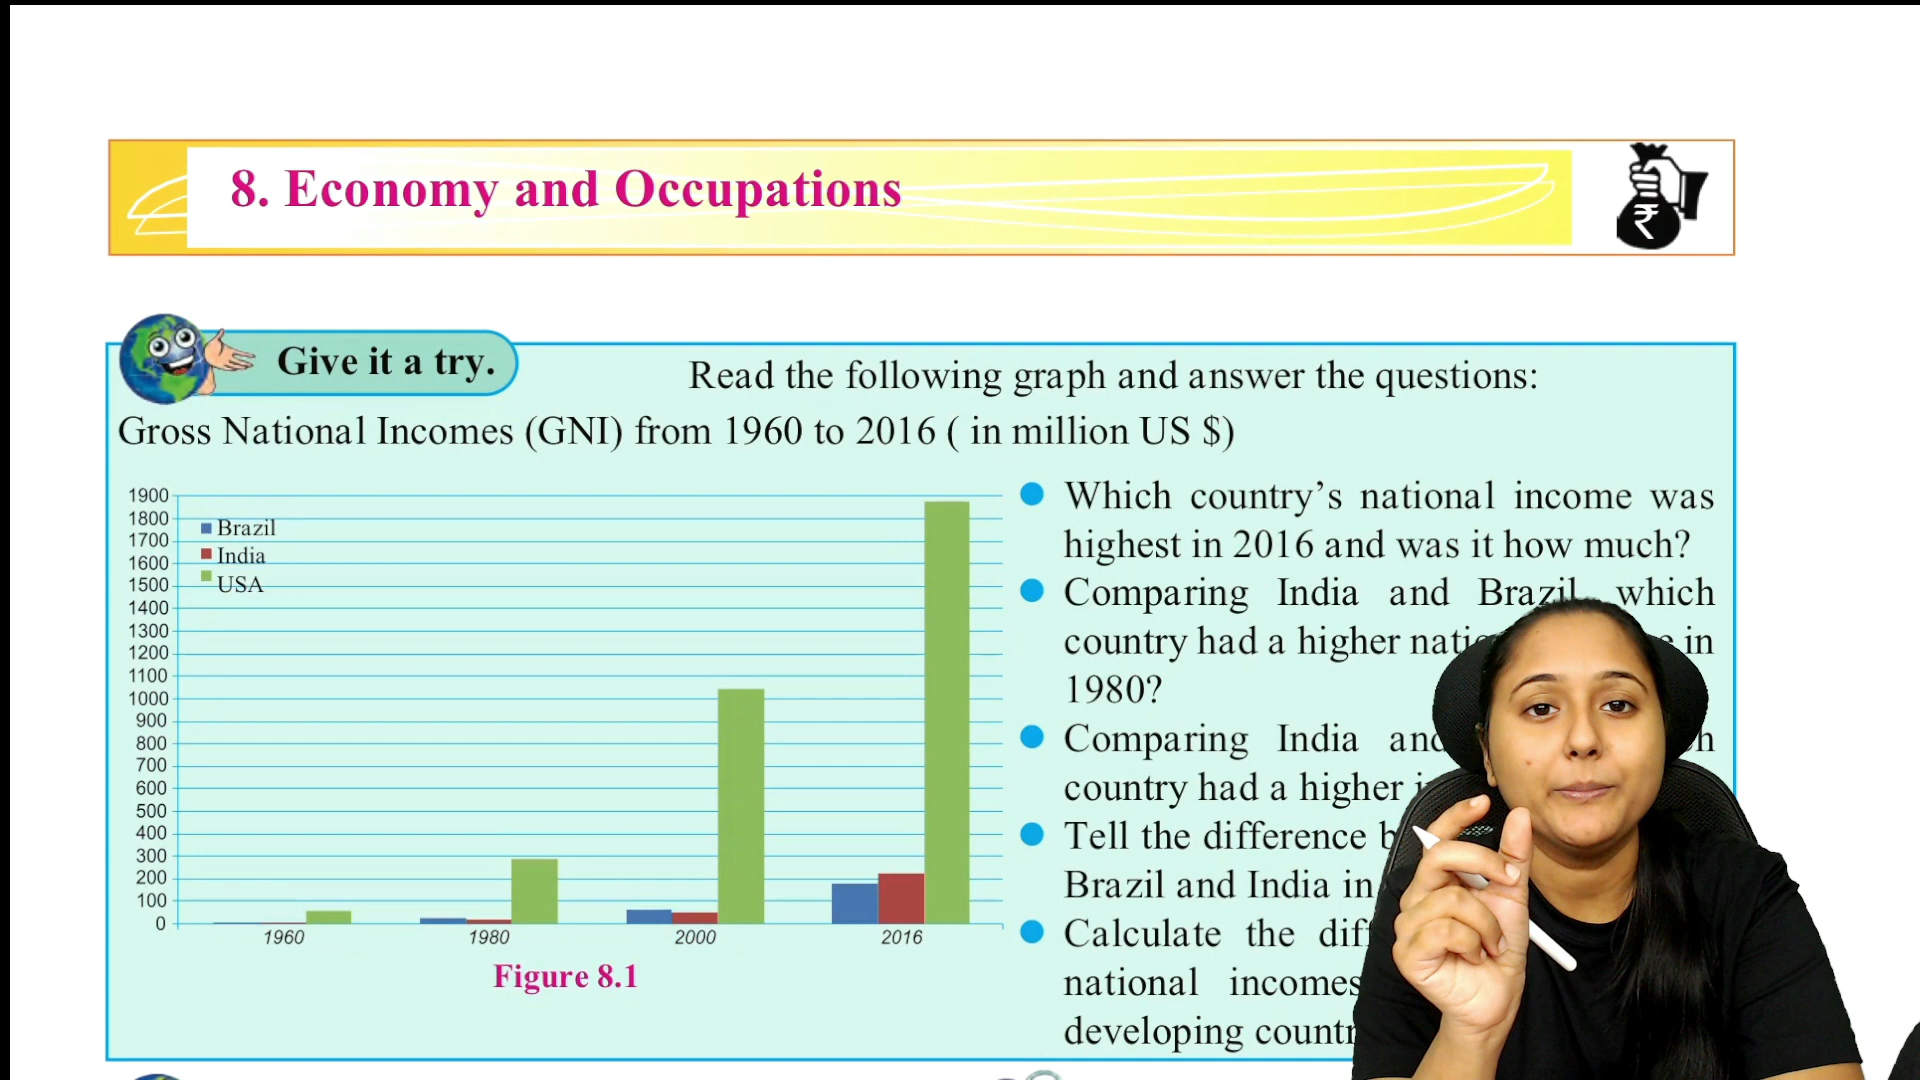 8. Economy and Occupations
₹
Give it a try.
Read the following graph and answer the questions:
Gross National Incomes (GNI) from 1960 to 2016 ( in million US $)
1900
1800
1700
1600
1500
1400
1300
1200
1100
1000
900
800
700
600
500
400
300
200
100
0
Brazil
India
USA
1960 1980 2000 2016
Figure 8.1
Which country’s national income was
highest in 2016 and was it how much?
Comparing India and Brazil, which
country had a higher in
1980?
Comparing India
country had a higher
Tell the difference
Brazil and India in
Calculate the
national incomes
developing